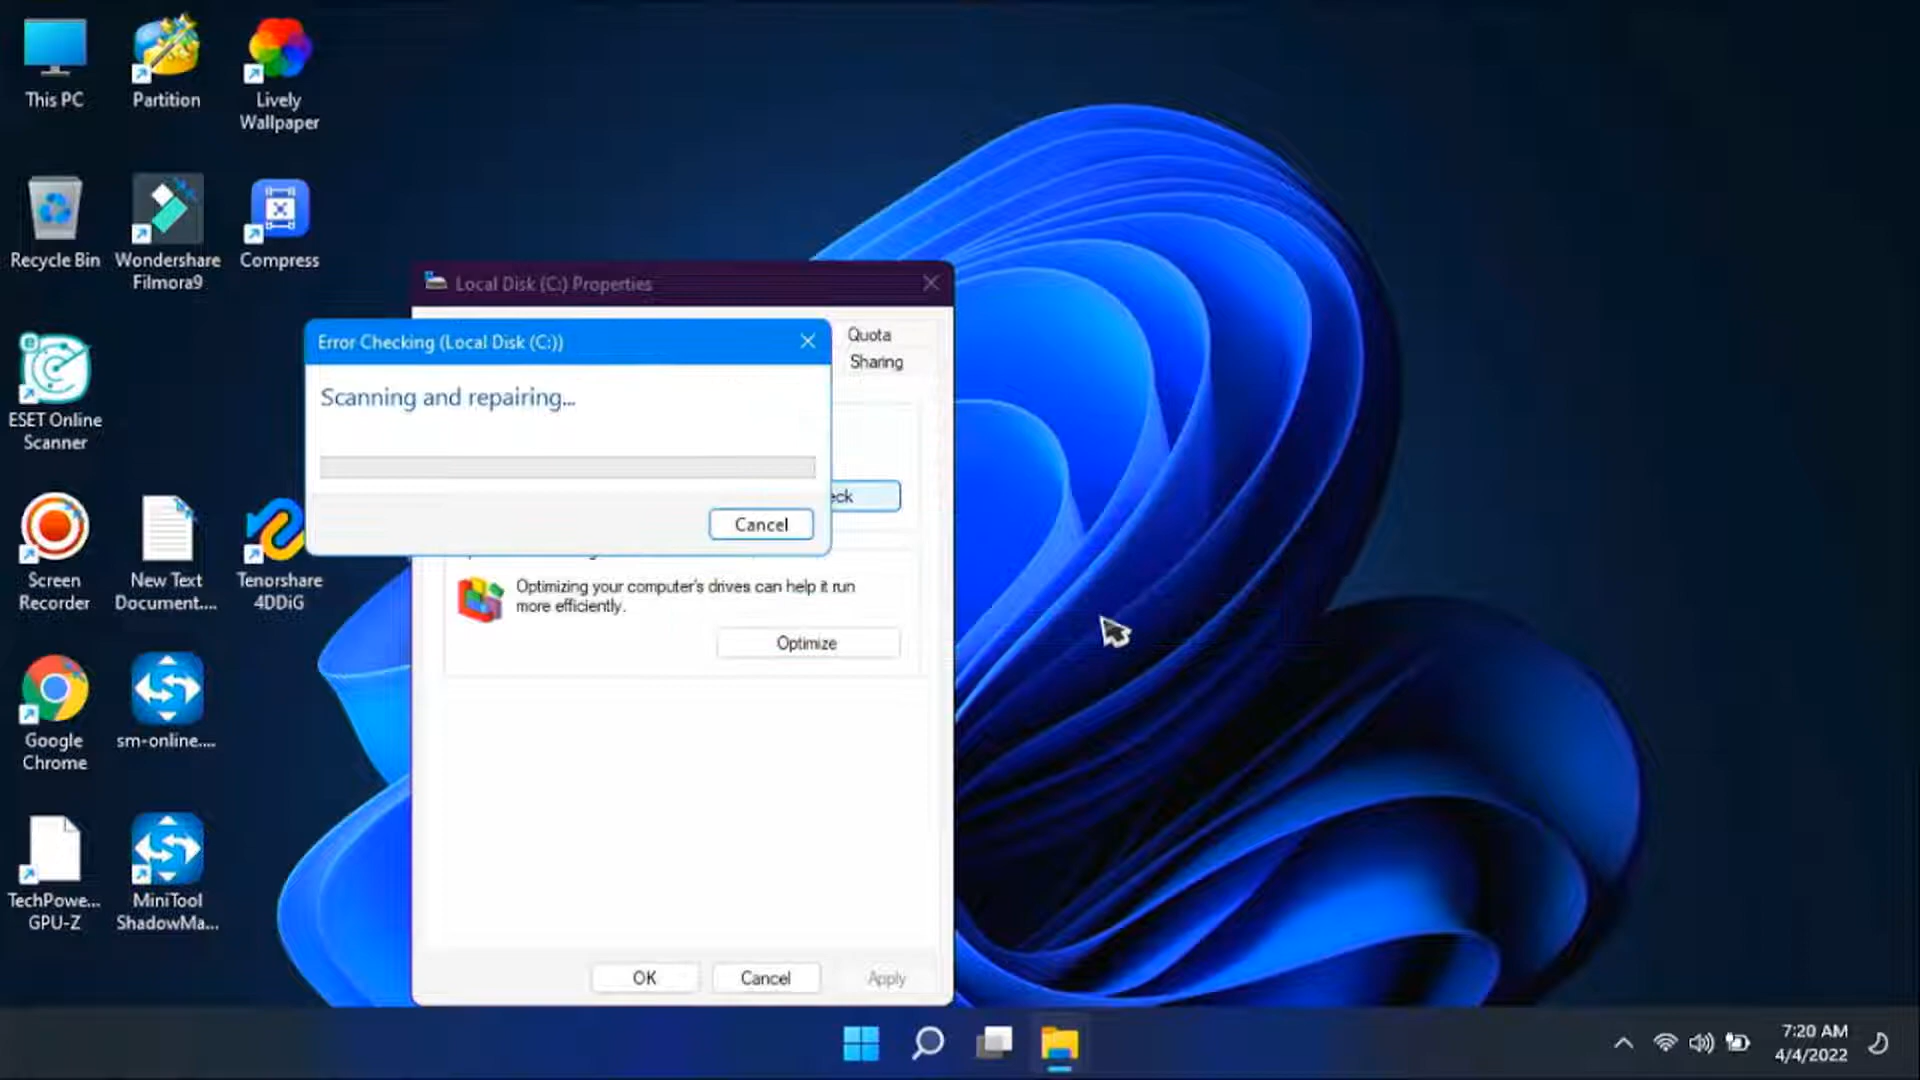 This PC
Partition
Lively
Wallpaper
Recycle Bin
Wondershare
Filmora9
Compress
ESET Online
Scanner
Screen
Recorder
New Text
Document....
Tenorshare
4DDiG
Google
Chrome
sm-online....
TechPowe...
GPU-Z
MiniTool
ShadowMa...
Local Disk (C:) Properties
Quota
Sharing
Error Checking (Local Disk (C:))
Scanning and repairing...
eck
Cancel
Optimizing your computer's drives can help it run
more efficiently.
Optimize
OK
Cancel
Apply
7:20 AM
4/4/2022